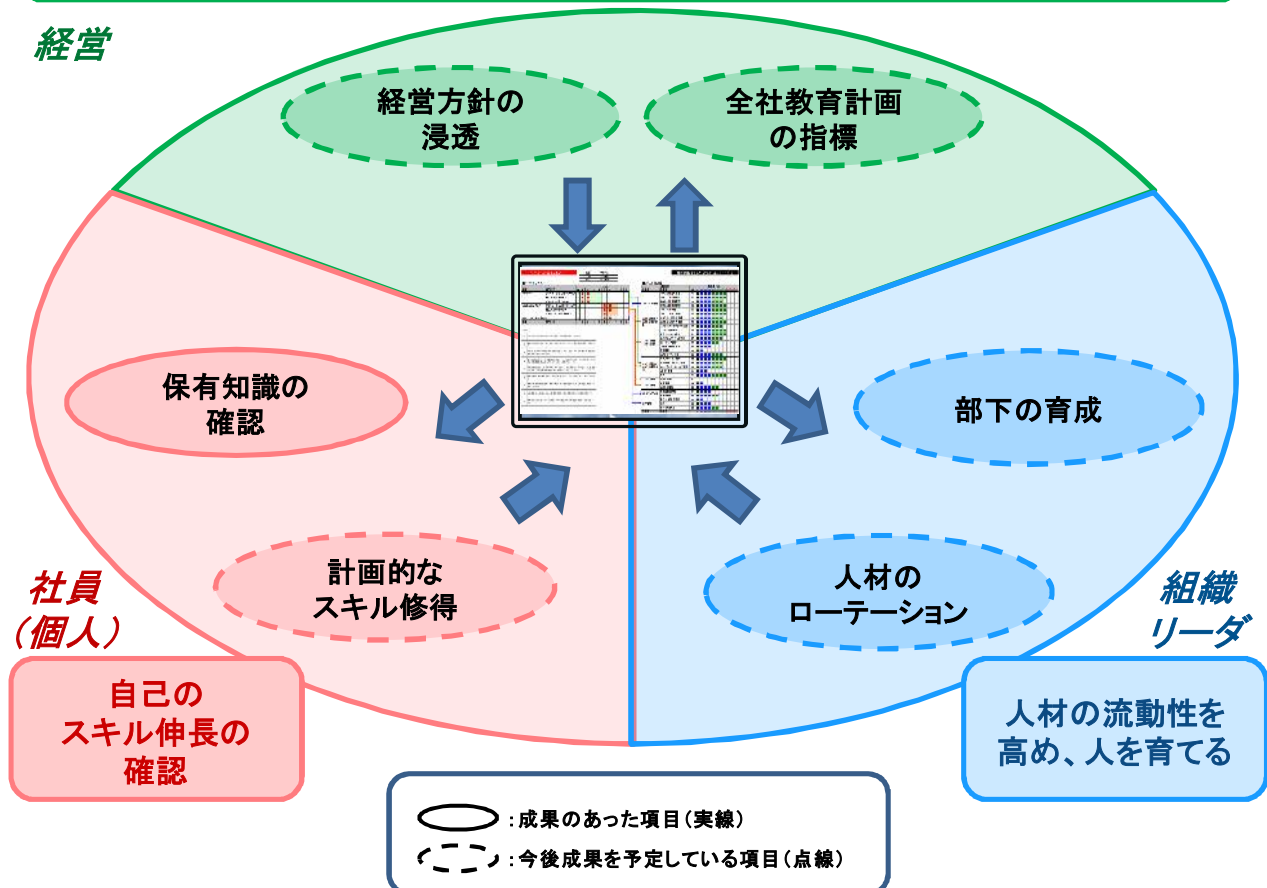 経営
経営方針の
浸透
全社教育計画
の指標
保有知識の
確認
部下の育成
計画的な
スキル修得
人材の
ローテーション
社員
（個人）
組織
リーダ
自己の
スキル伸長の
確認
人材の流動性を
高め、人を育てる
：成果のあった項目（実線）
：今後成果を予定している項目（点線）